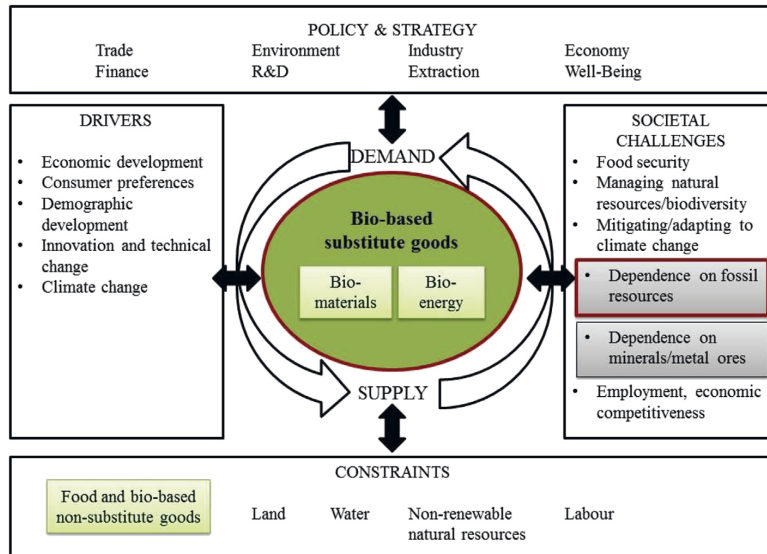 POLICY & STRATEGY
Trade Environment Industry Economy
Finance R&D Extraction Well-Being
DRIVERS
• Economic development
• Consumer preferences
• Demographic
development
• Innovation and technical
change
• Climate change
DEMAND
Bio-based
substitute goods
Bio-
materials
Bio-
energy
SUPPLY
SOCIETAL
CHALLENGES
• Food security
• Managing natural
resources/biodiversity
• Mitigating/adapting to
climate change
• Dependence on fossil
resources
• Dependence on
minerals/metal ores
• Employment, economic
competitiveness
CONSTRAINTS
Food and bio-based
non-substitute goods
Land Water Non-renewable
natural resources
Labour